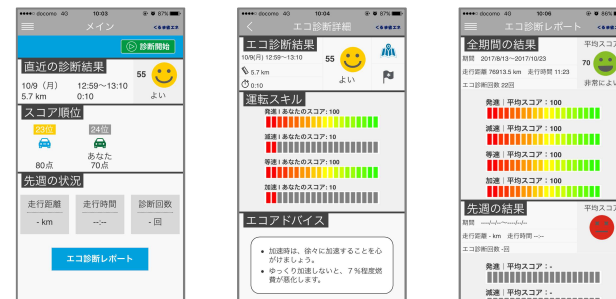 docomo 4G 10:03 87%
メイン
くるま省エネ
診断開始
直近の診断結果
10/9（月） 12:59〜13:10
5.7 km 0:10
55
よい
スコア順位
23位 24位
あなた
80点 70点
先週の状況
走行距離 走行時間 診断回数
- km --:-- - 回
エコ診断レポート
docomo 4G 10:04 87%
エコ診断詳細
エコ診断結果
10/9(月) 12:59〜13:10
5.7 km
0:10
55
よい
運転スキル
発進 | あなたのスコア: 100
減速 | あなたのスコア: 10
等速 | あなたのスコア: 100
加速 | あなたのスコア: 10
エコアドバイス
• 加速時は、徐々に加速することを心
がけましょう。
• ゆっくり加速しないと、７%程度燃
費が悪化します。
docomo 4G 10:06 86%
エコ診断レポート
全期間の結果 平均スコア
期間 2017/8/13〜2017/10/23
走行距離 76913.5 km 走行時間 11:23
エコ診断回数 22回
70
非常によい
発進 | 平均スコア：100
減速 | 平均スコア：100
等速 | 平均スコア：100
加速 | 平均スコア：100
先週の結果 平均スコア
期間 --/--/--〜--/--/--
走行距離 - km 走行時間 --:--
エコ診断回数 -回
発進 | 平均スコア：-
減速 | 平均スコア：-